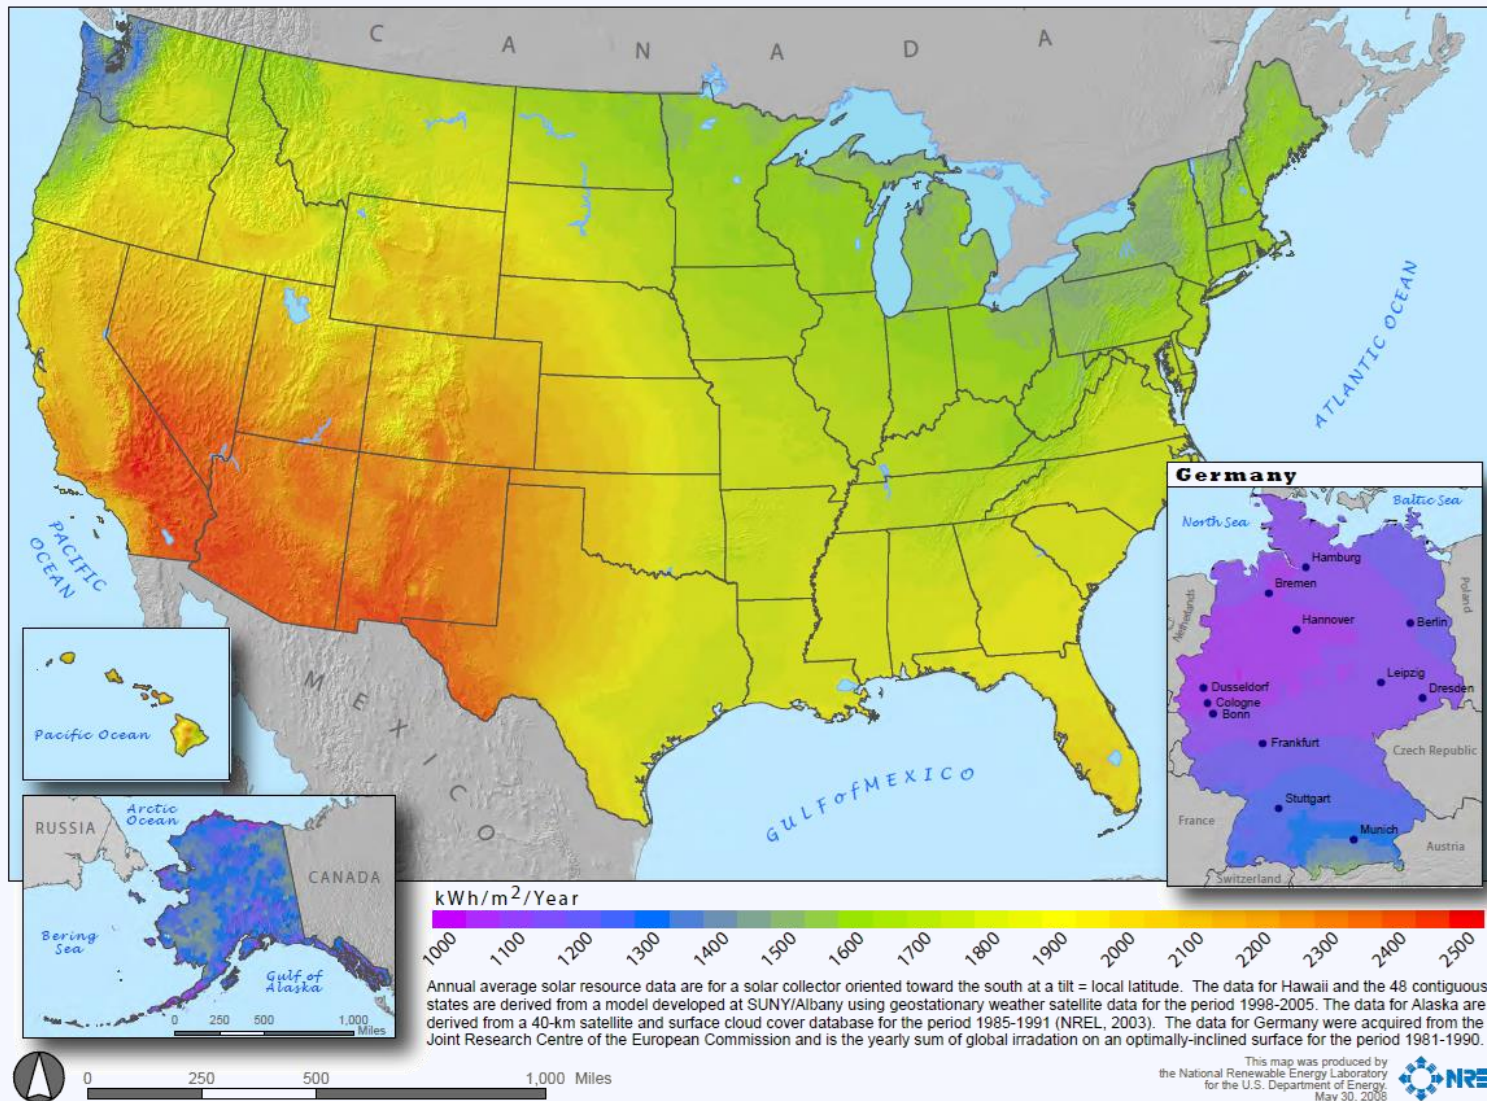 CANADA
ATLANTIC OCEAN
PACIFIC
OCEAN
MEXICO
GULF of MEXICO
Pacific Ocean
Arctic
Ocean
RUSSIA
CANADA
Bering
Sea
Gulf of
Alaska
0 250 500 1,000
Miles
Germany
Baltic Sea
North Sea
Hamburg
Bremen
Netherlands
Poland
Hannover
Berlin
Leipzig
Dusseldorf
Dresden
Cologne
Bonn
Frankfurt
Czech Republic
Stuttgart
France
Munich
Austria
Switzerland
kWh/m²/Year
1000 1100 1200 1300 1400 1500 1600 1700 1800 1900 2000 2100 2200 2300 2400 2500
Annual average solar resource data are for a solar collector oriented toward the south at a tilt = local latitude. The data for Hawaii and the 48 contiguous
states are derived from a model developed at SUNY/Albany using geostationary weather satellite data for the period 1998-2005. The data for Alaska are
derived from a 40-km satellite and surface cloud cover database for the period 1985-1991 (NREL, 2003). The data for Germany were acquired from the
Joint Research Centre of the European Commission and is the yearly sum of global irradation on an optimally-inclined surface for the period 1981-1990.
0 250 500 1,000 Miles
This map was produced by
the National Renewable Energy Laboratory
for the U.S. Department of Energy.
May 30, 2008
NRE